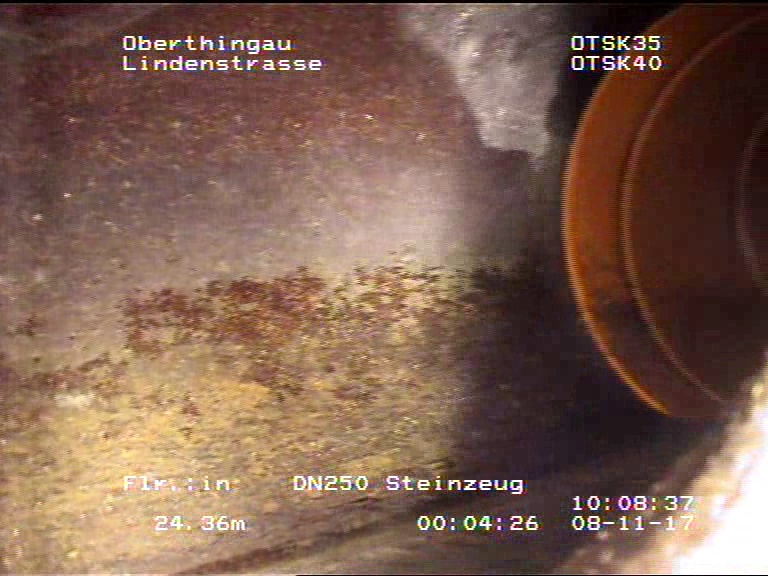 Oberthingau OTSK35
Lindenstrasse OTSK40
DN250 Steinzeug
10:08:37
24.36m 00:04:26 08-11-17